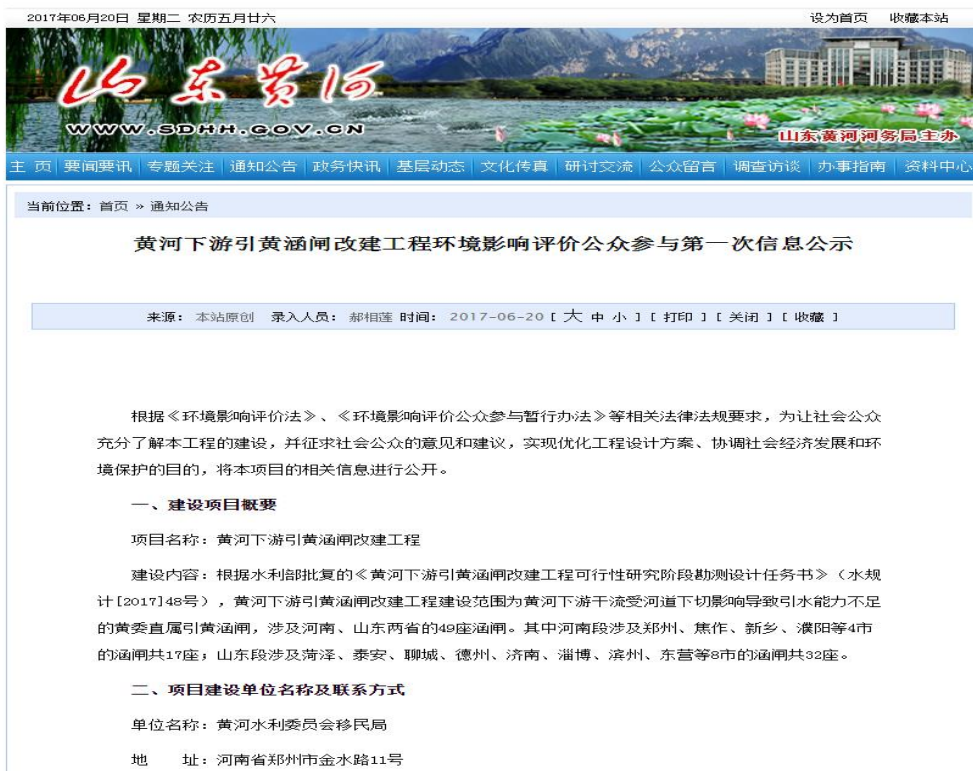 2017年06月20日 星期二 农历五月廿六 设为首页 收藏本站
山东黄河
WWW.SDHH.GOV.CN
山东黄河河务局主办
主 页 要闻要讯 专题关注 通知公告 政务快讯 基层动态 文化传真 研讨交流 公众留言 调查访谈 办事指南 资料中心
当前位置：首页 » 通知公告
黄河下游引黄涵闸改建工程环境影响评价公众参与第一次信息公示
来源： 本站原创 录入人员： 郝相莲 时间： 2017-06-20 [ 大 中 小 ] [ 打印 ] [ 关闭 ] [ 收藏 ]
根据《环境影响评价法》、《环境影响评价公众参与暂行办法》等相关法律法规要求，为让社会公众
充分了解本工程的建设，并征求社会公众的意见和建议，实现优化工程设计方案、协调社会经济发展和环
境保护的目的，将本项目的相关信息进行公开。
一、建设项目概要
项目名称：黄河下游引黄涵闸改建工程
建设内容：根据水利部批复的《黄河下游引黄涵闸改建工程可行性研究阶段勘测设计任务书》（水规
计[2017]48号），黄河下游引黄涵闸改建工程建设范围为黄河下游干流受河道下切影响导致引水能力不足
的黄委直属引黄涵闸，涉及河南、山东两省的49座涵闸。其中河南段涉及郑州、焦作、新乡、濮阳等4市
的涵闸共17座；山东段涉及菏泽、泰安、聊城、德州、济南、淄博、滨州、东营等8市的涵闸共32座。
二、项目建设单位名称及联系方式
单位名称：黄河水利委员会移民局
地 址：河南省郑州市金水路11号